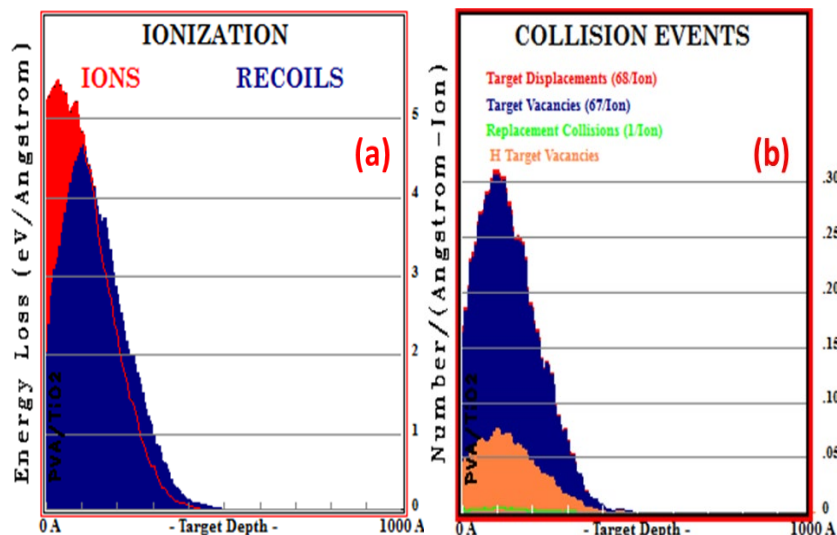 IONIZATION
IONS RECOILS
(a)
Energy Loss (eV/Angstrom)
5
4
3
2
1
0
PVA/TiO2
0 A - Target Depth - 1000 A
COLLISION EVENTS
Target Displacements (68/Ion)
Target Vacancies (67/Ion)
Replacement Collisions (1/Ion)
H Target Vacancies
(b)
Number/(Angstrom-Ion)
.30
.25
.20
.15
.10
.05
0
PVA/TiO2
0 A - Target Depth - 1000 A